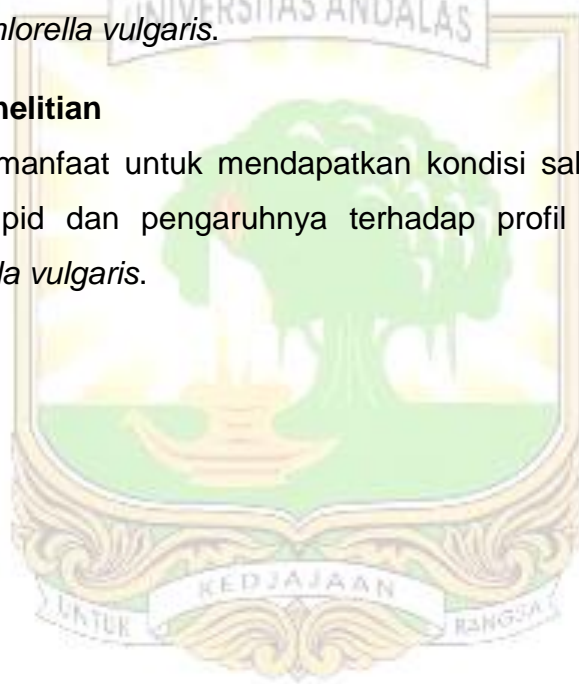 UNIVERSITAS ANDALAS
hlorella vulgaris.
nelitian
manfaat untuk mendapatkan kondisi sal
pid dan pengaruhnya terhadap profil
la vulgaris.
UNTUK KEDJAJAAN BANGSA